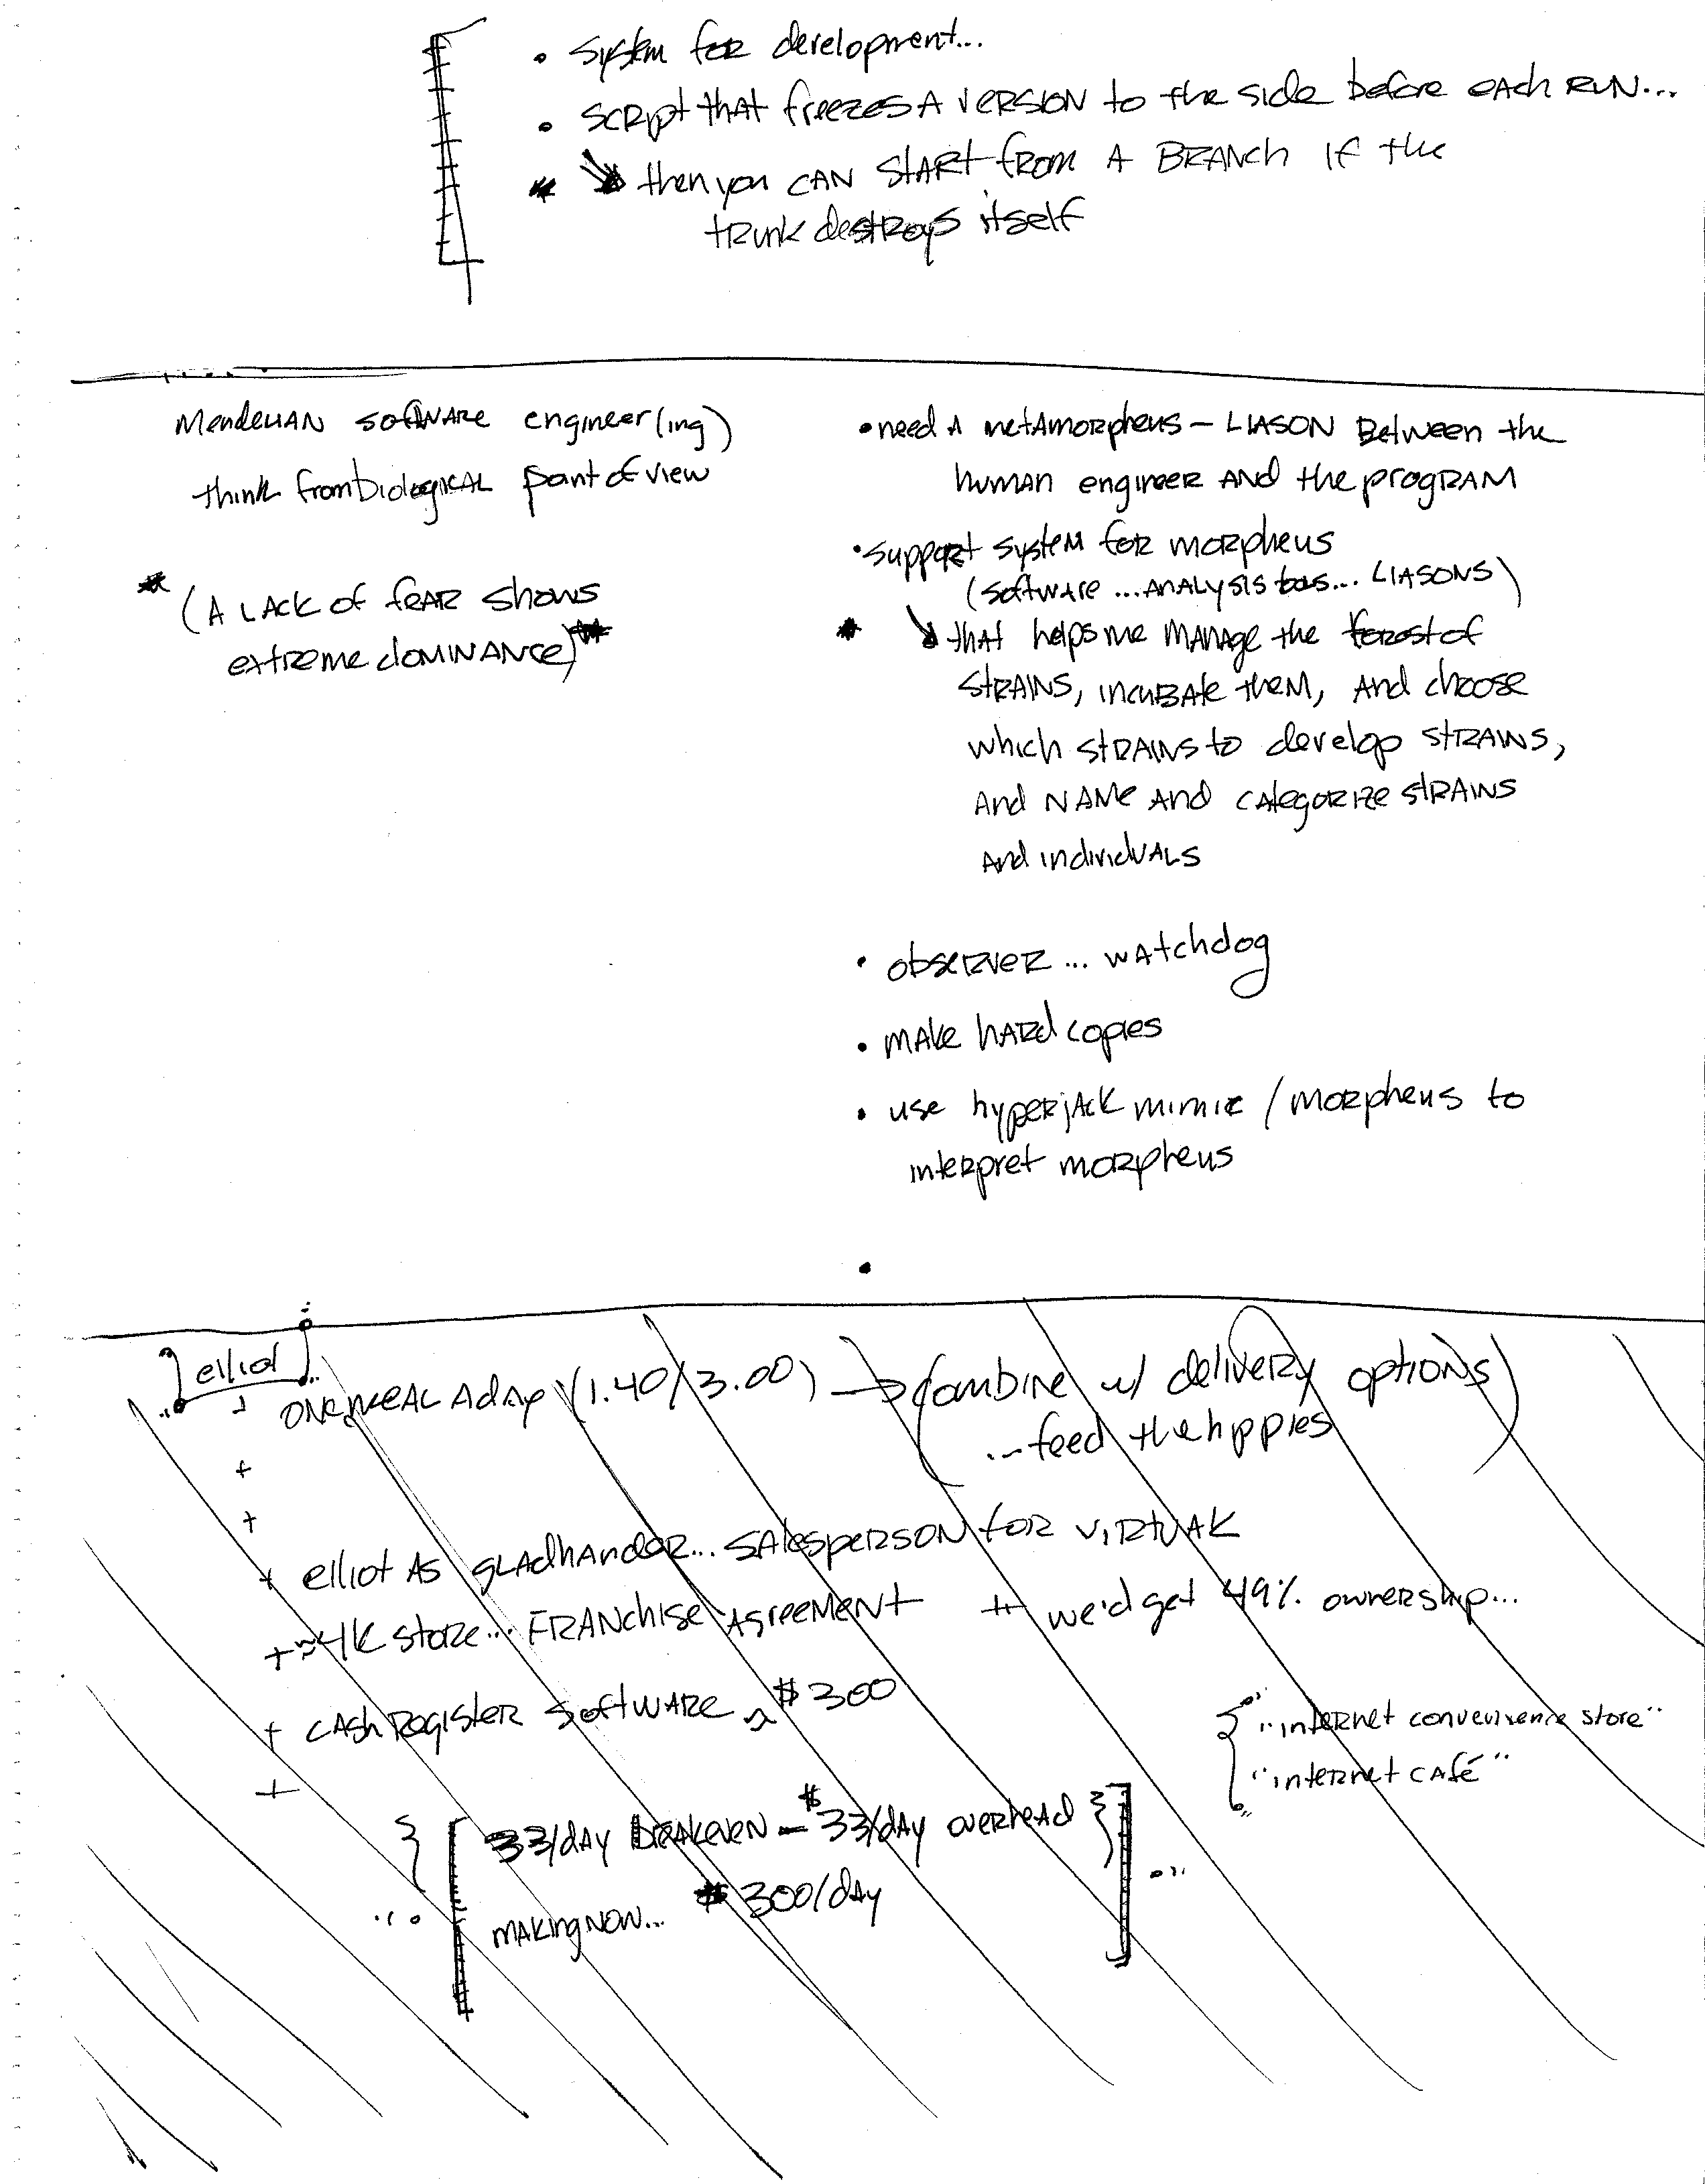 • system for development...
• script that freezes A version to the side before each run...
* then you can start from A branch if the
trunk destroys itself
Mendelian software engineer(ing)
think from biological point of view
* (A lack of fear shows
extreme dominance)**
• need A metamorpheus – liason between the
human engineer and the program
• support system for morpheus
(software ... analysis ... liasons)
* that helps me manage the forest of
strains, incubate them, and choose
which strains to develop strains,
and name and categorize strains
and individuals
• observer ... watchdog
• make hard copies
• use hyperjack mimic / morpheus to
interpret morpheus
elliot
+ one meal A day (1.40/3.00) → (combine w/ delivery options)
...feed the hippies
+
+
+ elliot as gladhander... salesperson for virtuAK
+ ≈4K store... franchise agreement ++ we'd get 49% ownership...
+ cash register software ≈ $300
{ "internet convenience store"
"internet café"
+
33/day breakeven – $33/day overhead
making now... $300/day